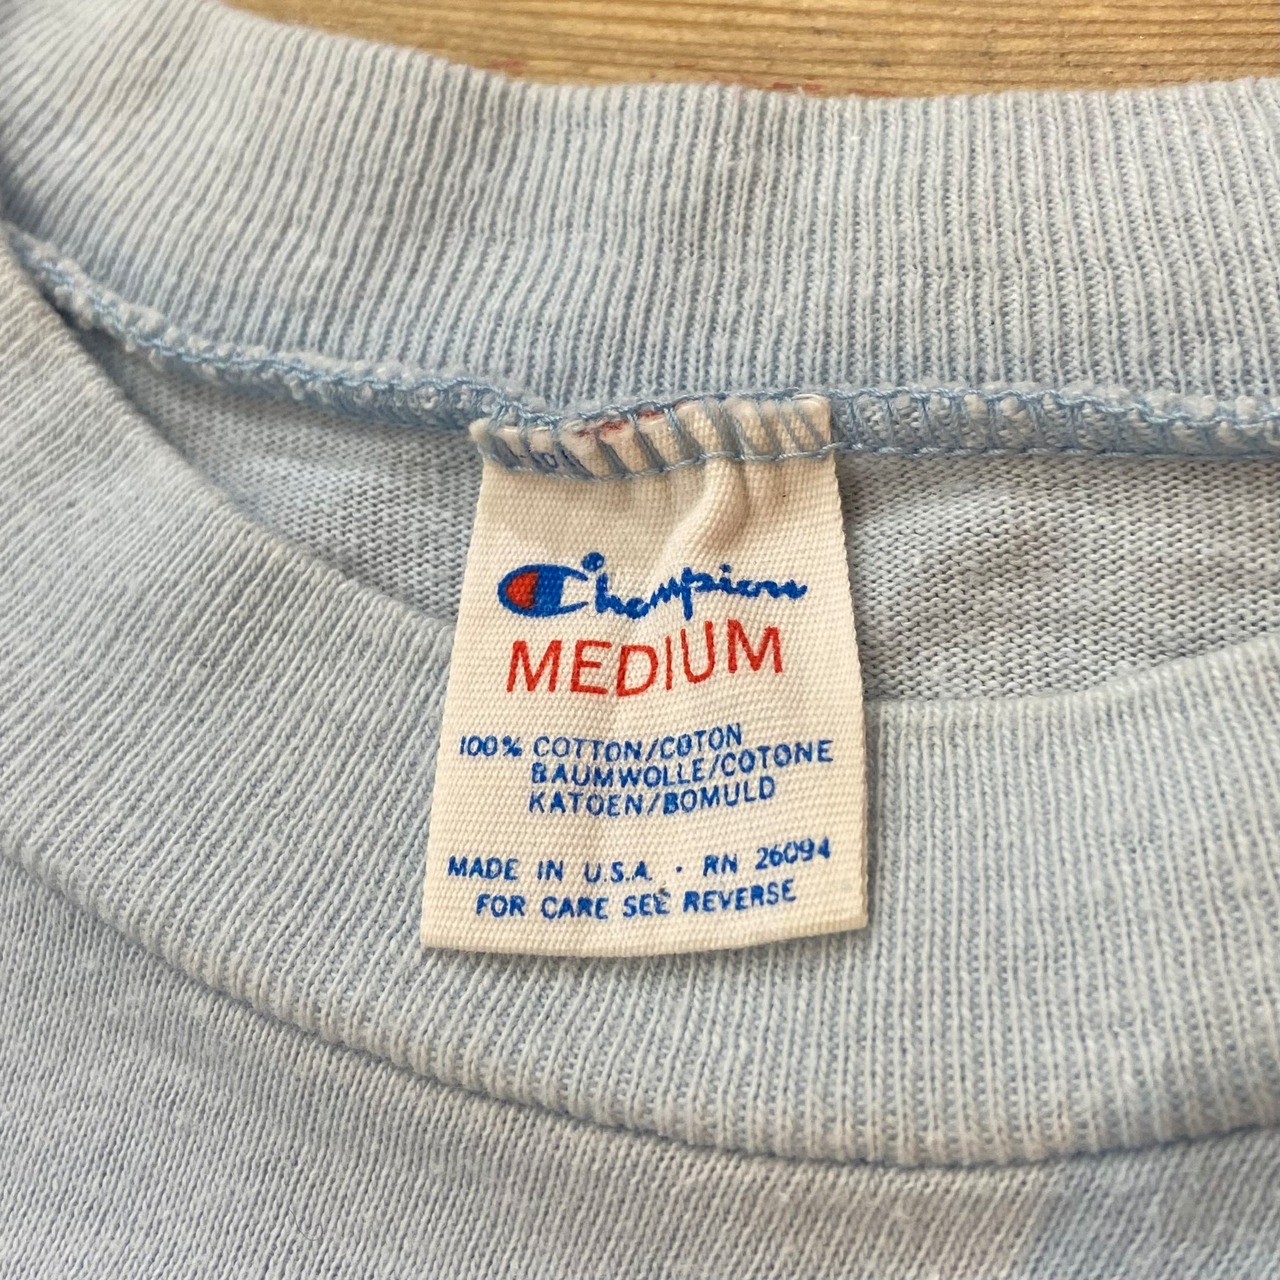 Champion
MEDIUM
100% COTTON/COTON
BAUMWOLLE/COTONE
KATOEN/BOMULD
MADE IN U.S.A. · RN 26094
FOR CARE SEE REVERSE